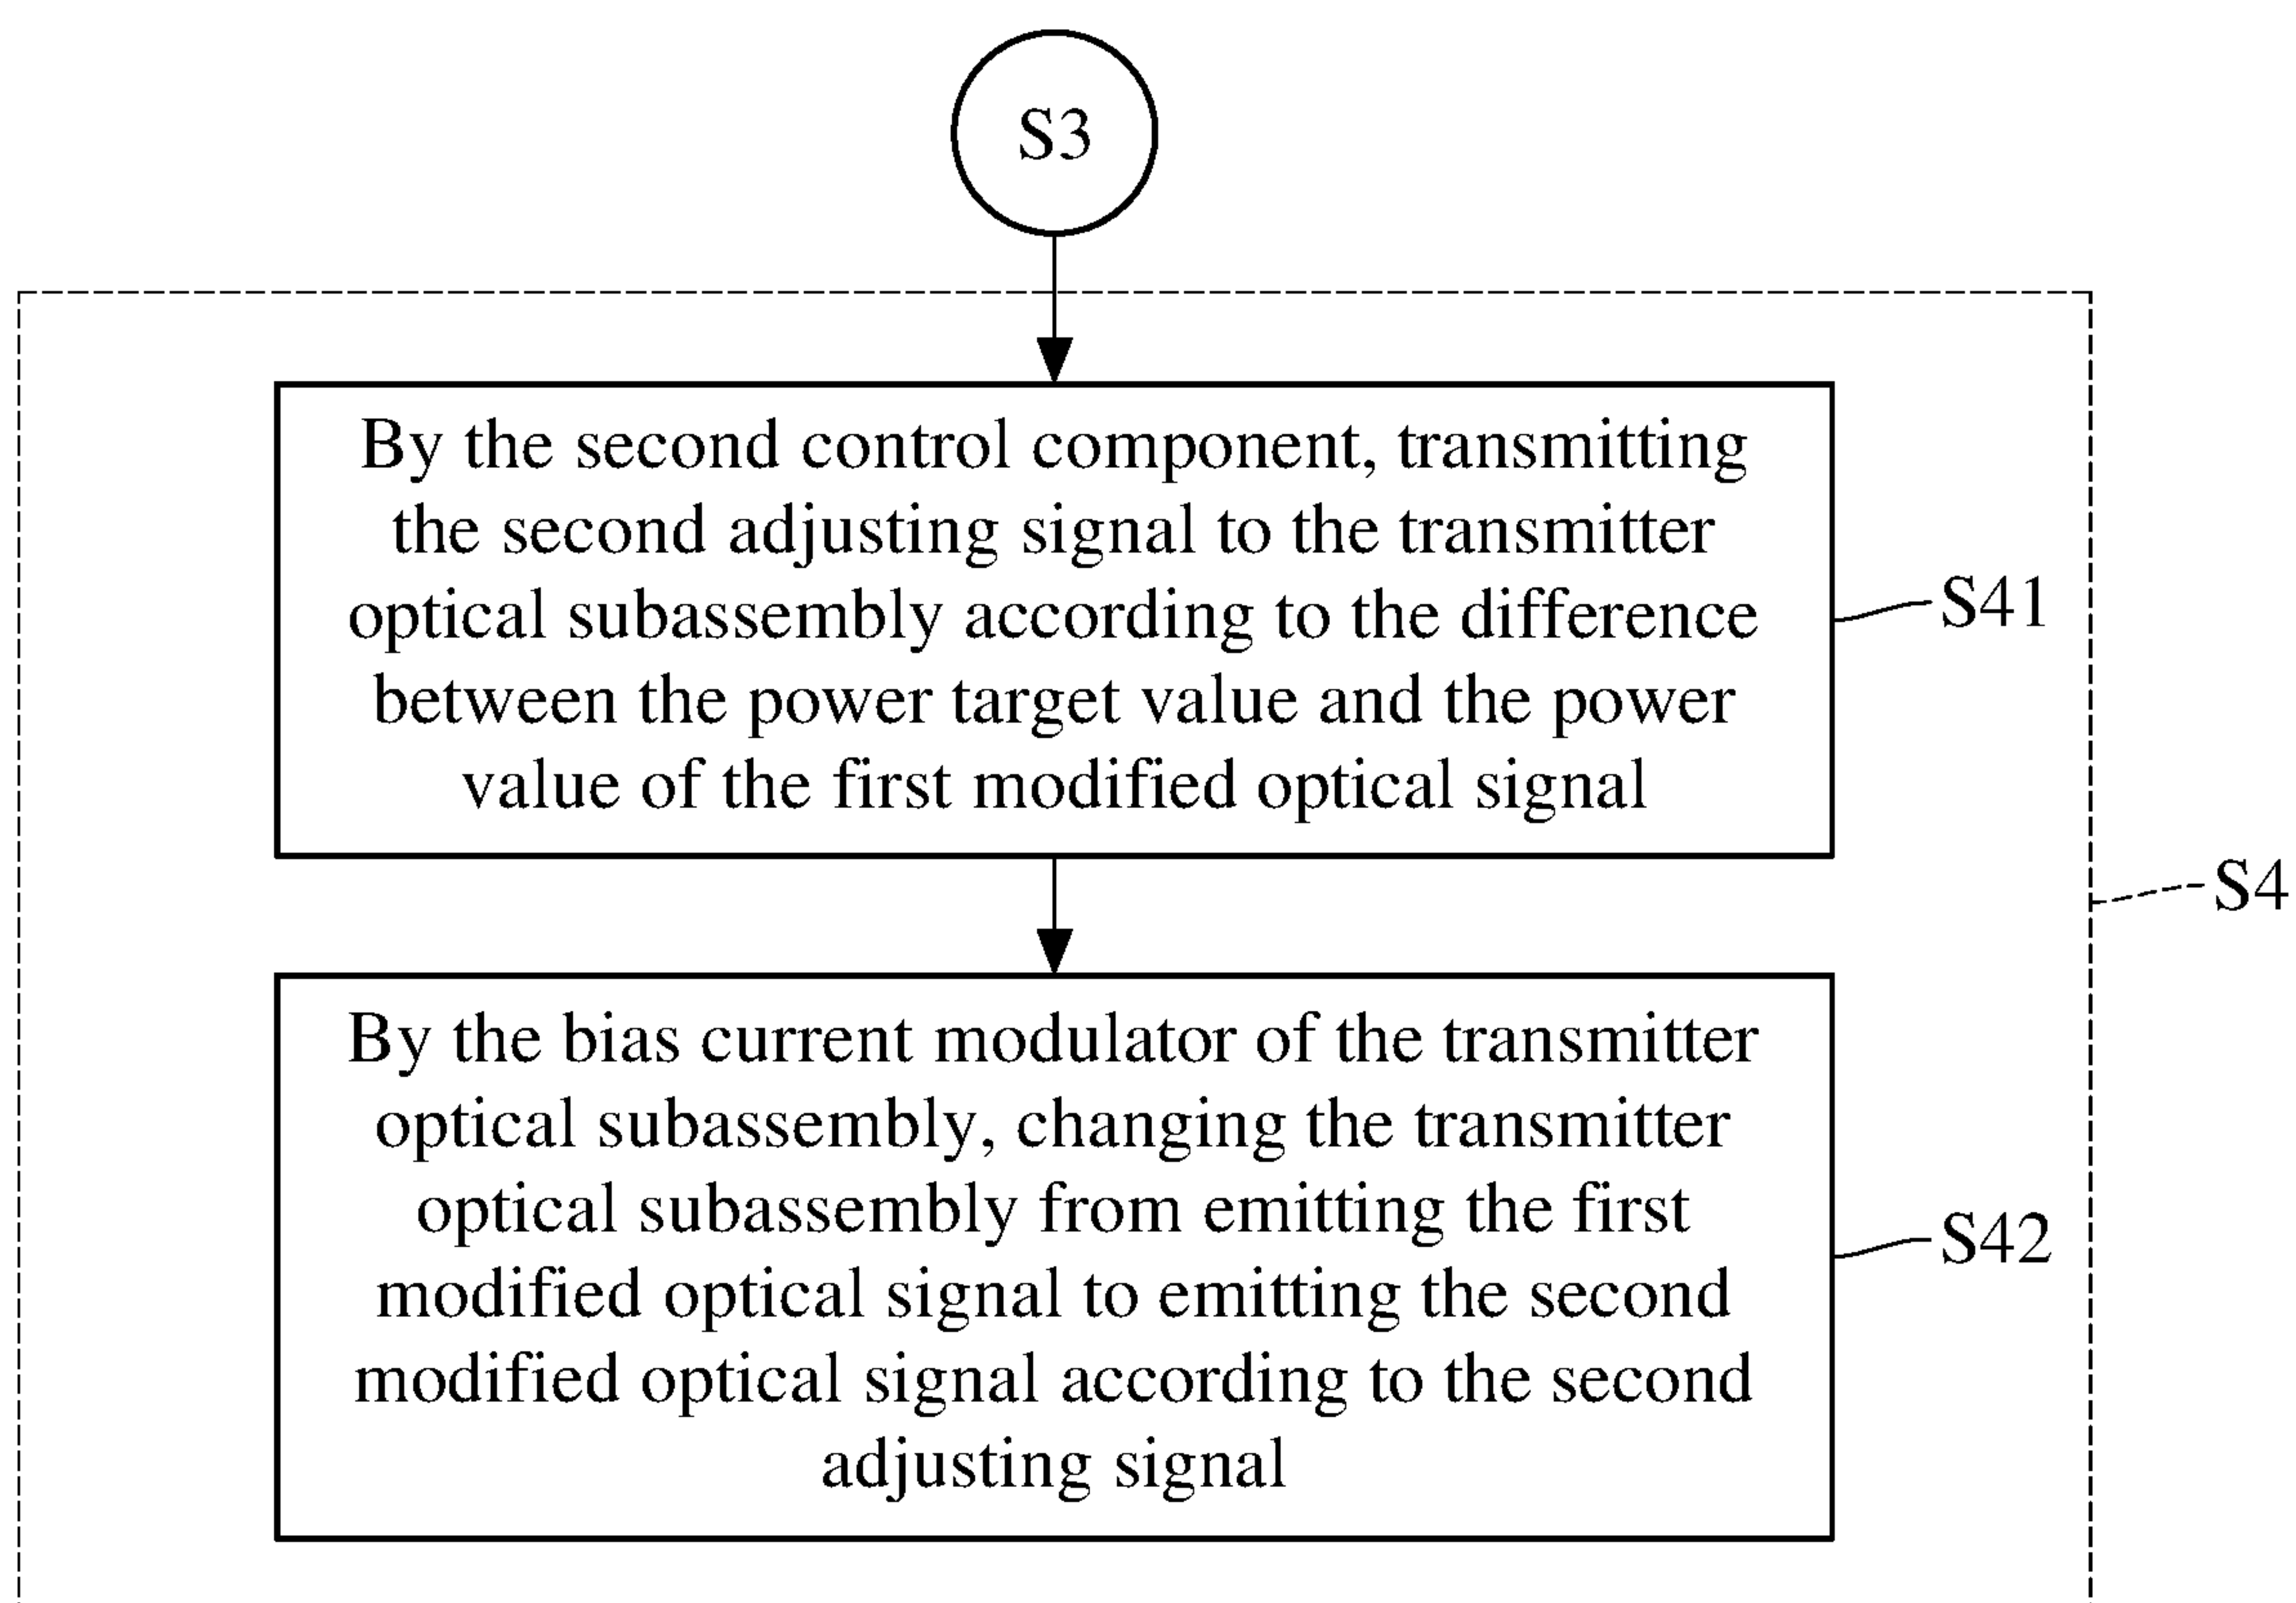 S3
By the second control component, transmitting
the second adjusting signal to the transmitter
optical subassembly according to the difference
between the power target value and the power
value of the first modified optical signal
S41
S4
By the bias current modulator of the transmitter
optical subassembly, changing the transmitter
optical subassembly from emitting the first
modified optical signal to emitting the second
modified optical signal according to the second
adjusting signal
S42